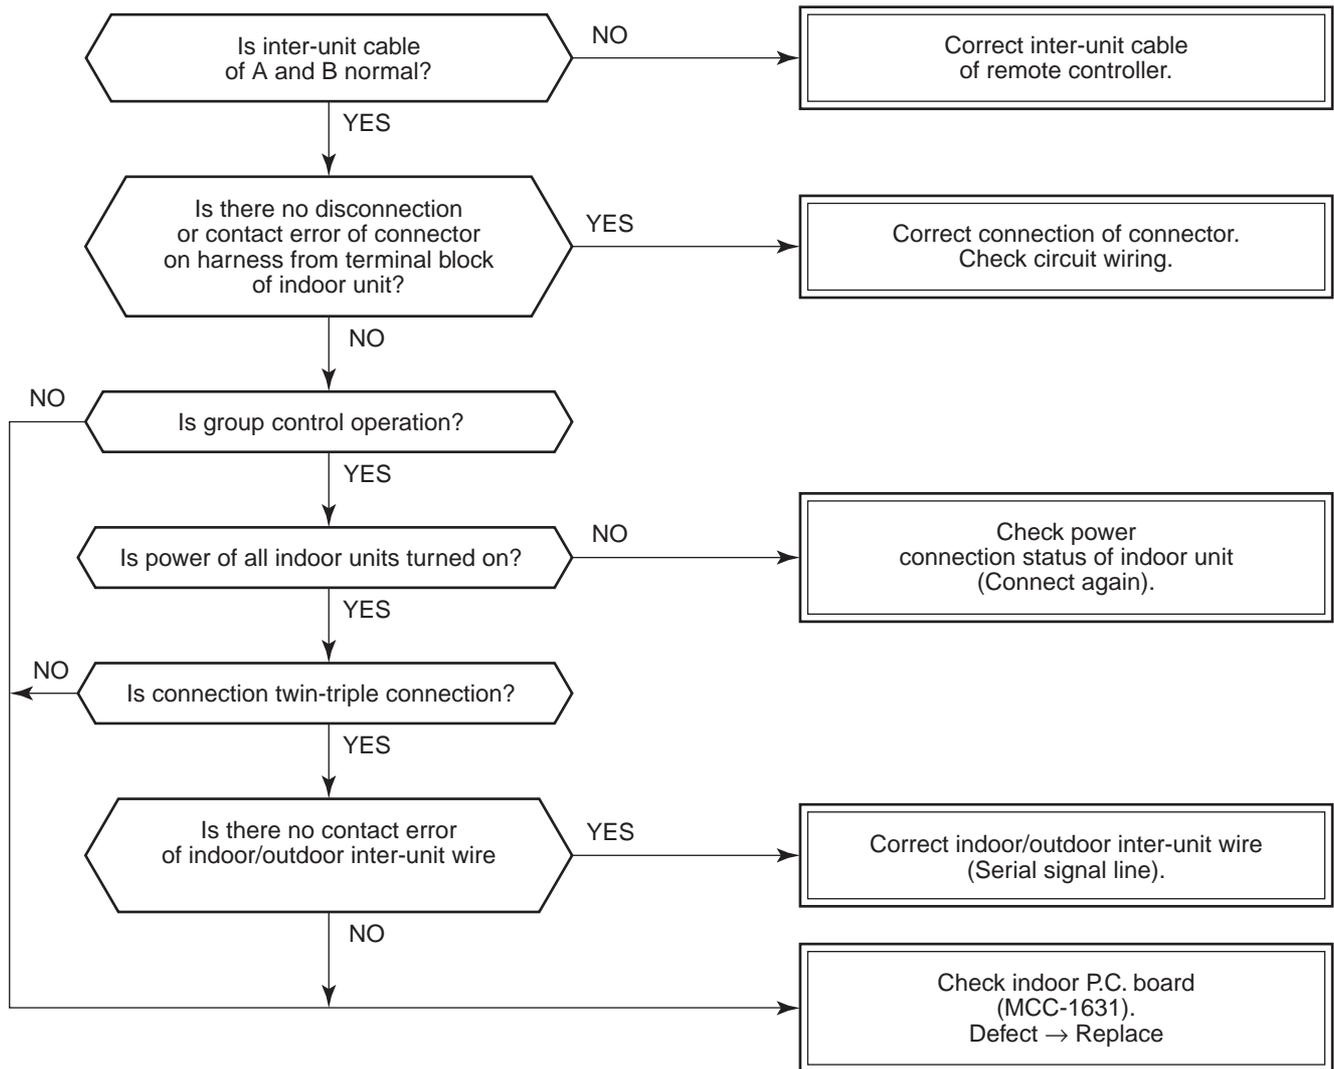 Is inter-unit cable
of A and B normal?
NO
Correct inter-unit cable
of remote controller.
YES
Is there no disconnection
or contact error of connector
on harness from terminal block
of indoor unit?
YES
Correct connection of connector.
Check circuit wiring.
NO
NO
Is group control operation?
YES
Is power of all indoor units turned on?
NO
Check power
connection status of indoor unit
(Connect again).
YES
NO
Is connection twin-triple connection?
YES
Is there no contact error
of indoor/outdoor inter-unit wire
YES
Correct indoor/outdoor inter-unit wire
(Serial signal line).
NO
Check indoor P.C. board
(MCC-1631).
Defect → Replace